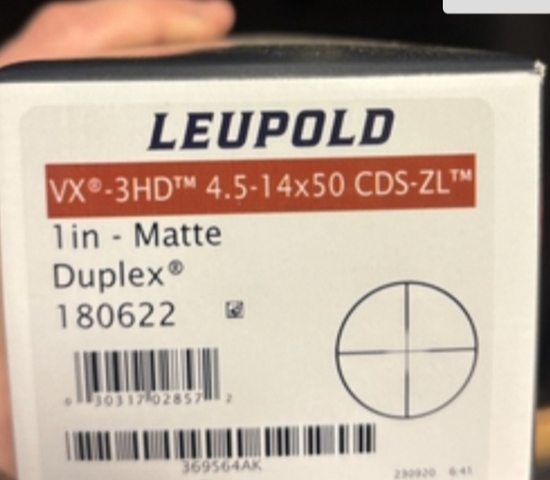 LEUPOLD
VX®-3HD™ 4.5-14x50 CDS-ZL™
1in - Matte
Duplex®
180622
0 30317 02857 2
369564AK
230920 6:41